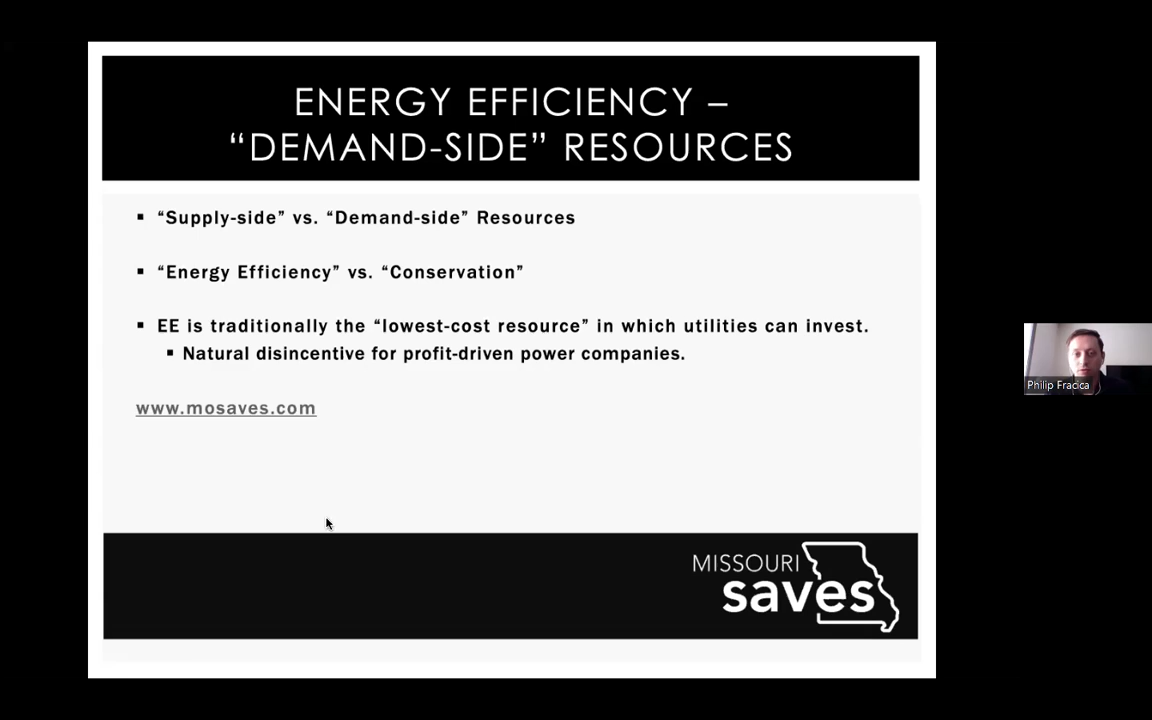 ENERGY EFFICIENCY –
“DEMAND-SIDE” RESOURCES
▪ “Supply-side” vs. “Demand-side” Resources
▪ “Energy Efficiency” vs. “Conservation”
▪ EE is traditionally the “lowest-cost resource” in which utilities can invest.
▪ Natural disincentive for profit-driven power companies.
www.mosaves.com
Philip Fracica
MISSOURI
saves